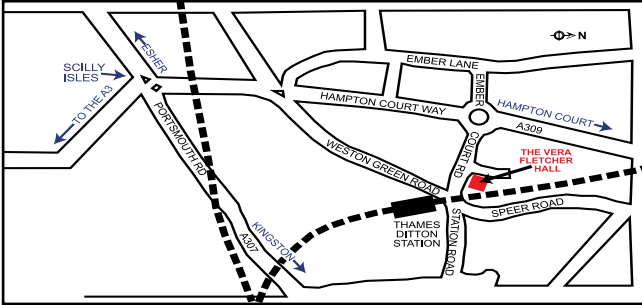 ESHER
SCILLY
ISLES
TO THE A3
PORTSMOUTH RD
A307
KINGSTON
N
EMBER LANE
EMBER
COURT RD
HAMPTON COURT WAY
HAMPTON COURT
A309
WESTON GREEN ROAD
THE VERA
FLETCHER
HALL
SPEER ROAD
THAMES
DITTON
STATION
STATION ROAD